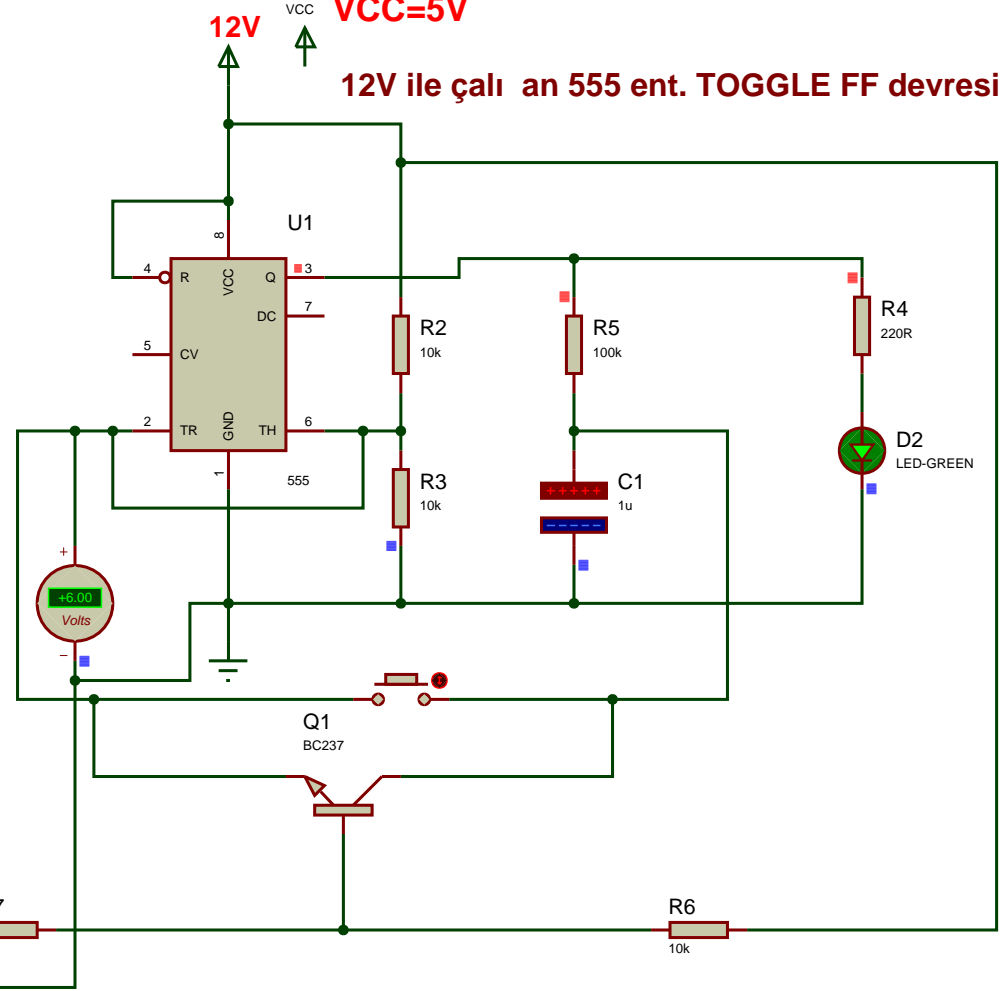 VCC
VCC=5V
12V
12V ile çalı an 555 ent. TOGGLE FF devresi
U1
8
VCC
4
R
Q
3
DC
7
5
CV
2
TR
GND
TH
6
1
555
R2
10k
R3
10k
R5
100k
C1
1u
R4
220R
D2
LED-GREEN
+
+6.00
Volts
−
+++++
Q1
BC237
R6
10k